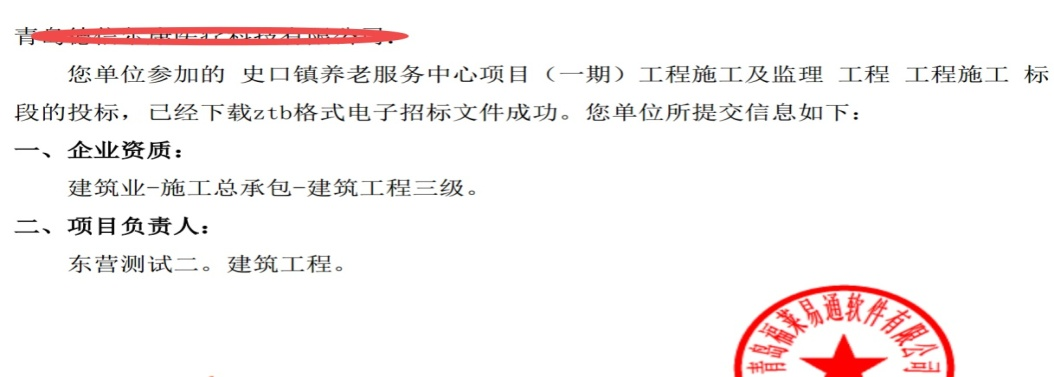 青岛
您单位参加的 史口镇养老服务中心项目（一期）工程施工及监理 工程 工程施工 标
段的投标，已经下载ztb格式电子招标文件成功。您单位所提交信息如下：
一、企业资质：
建筑业-施工总承包-建筑工程三级。
二、项目负责人：
东营测试二。建筑工程。
青岛福莱易通软件有限公司